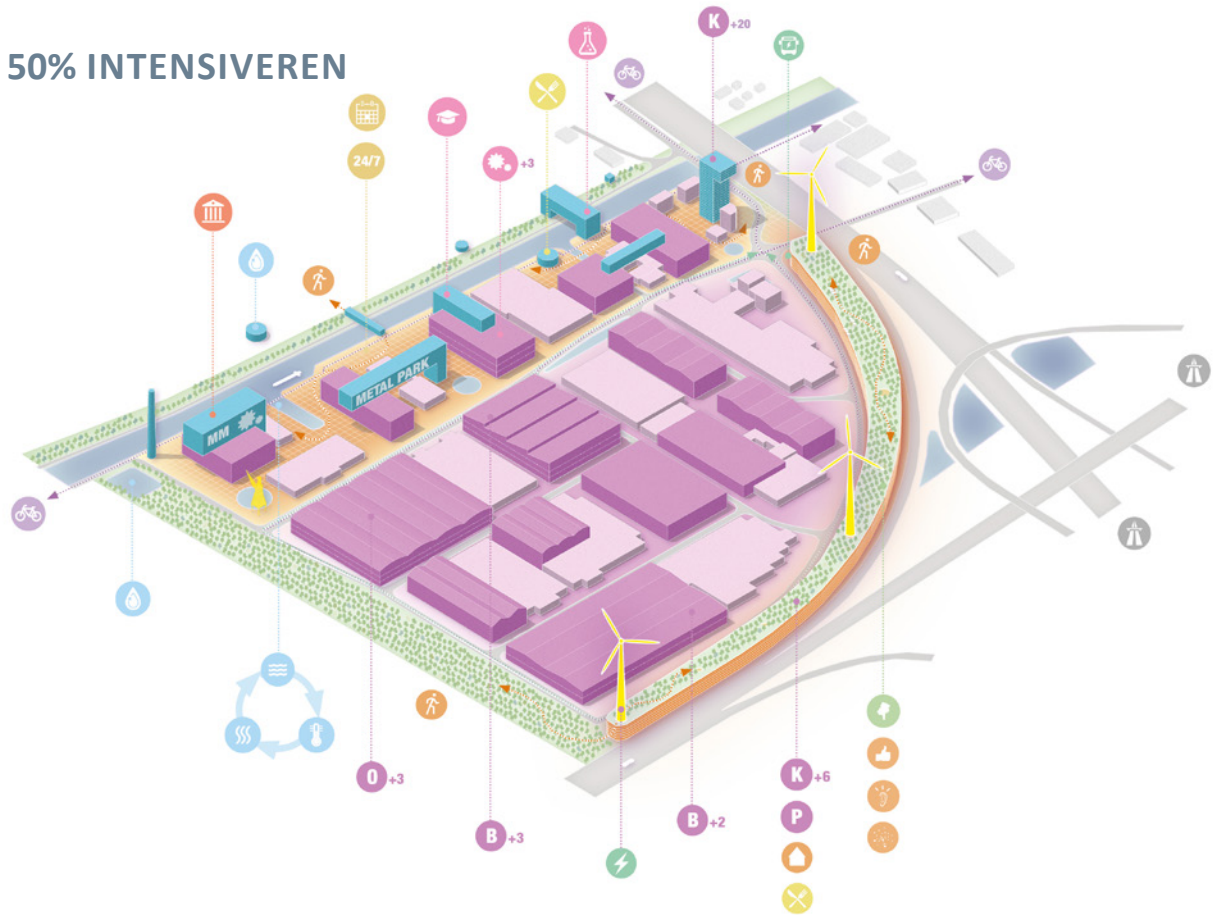 K +20
50% INTENSIVEREN
24/7
+3
METAL PARK
MM
O +3
K +6
P
B +3
B +2